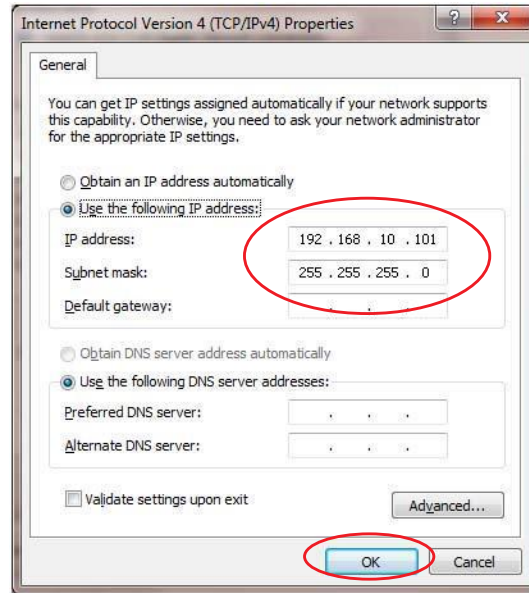 Internet Protocol Version 4 (TCP/IPv4) Properties
? X
General
You can get IP settings assigned automatically if your network supports
this capability. Otherwise, you need to ask your network administrator
for the appropriate IP settings.
Obtain an IP address automatically
Use the following IP address:
IP address: 192 . 168 . 10 . 101
Subnet mask: 255 . 255 . 255 . 0
Default gateway: . . .
Obtain DNS server address automatically
Use the following DNS server addresses:
Preferred DNS server: . . .
Alternate DNS server: . . .
Validate settings upon exit
Advanced...
OK Cancel